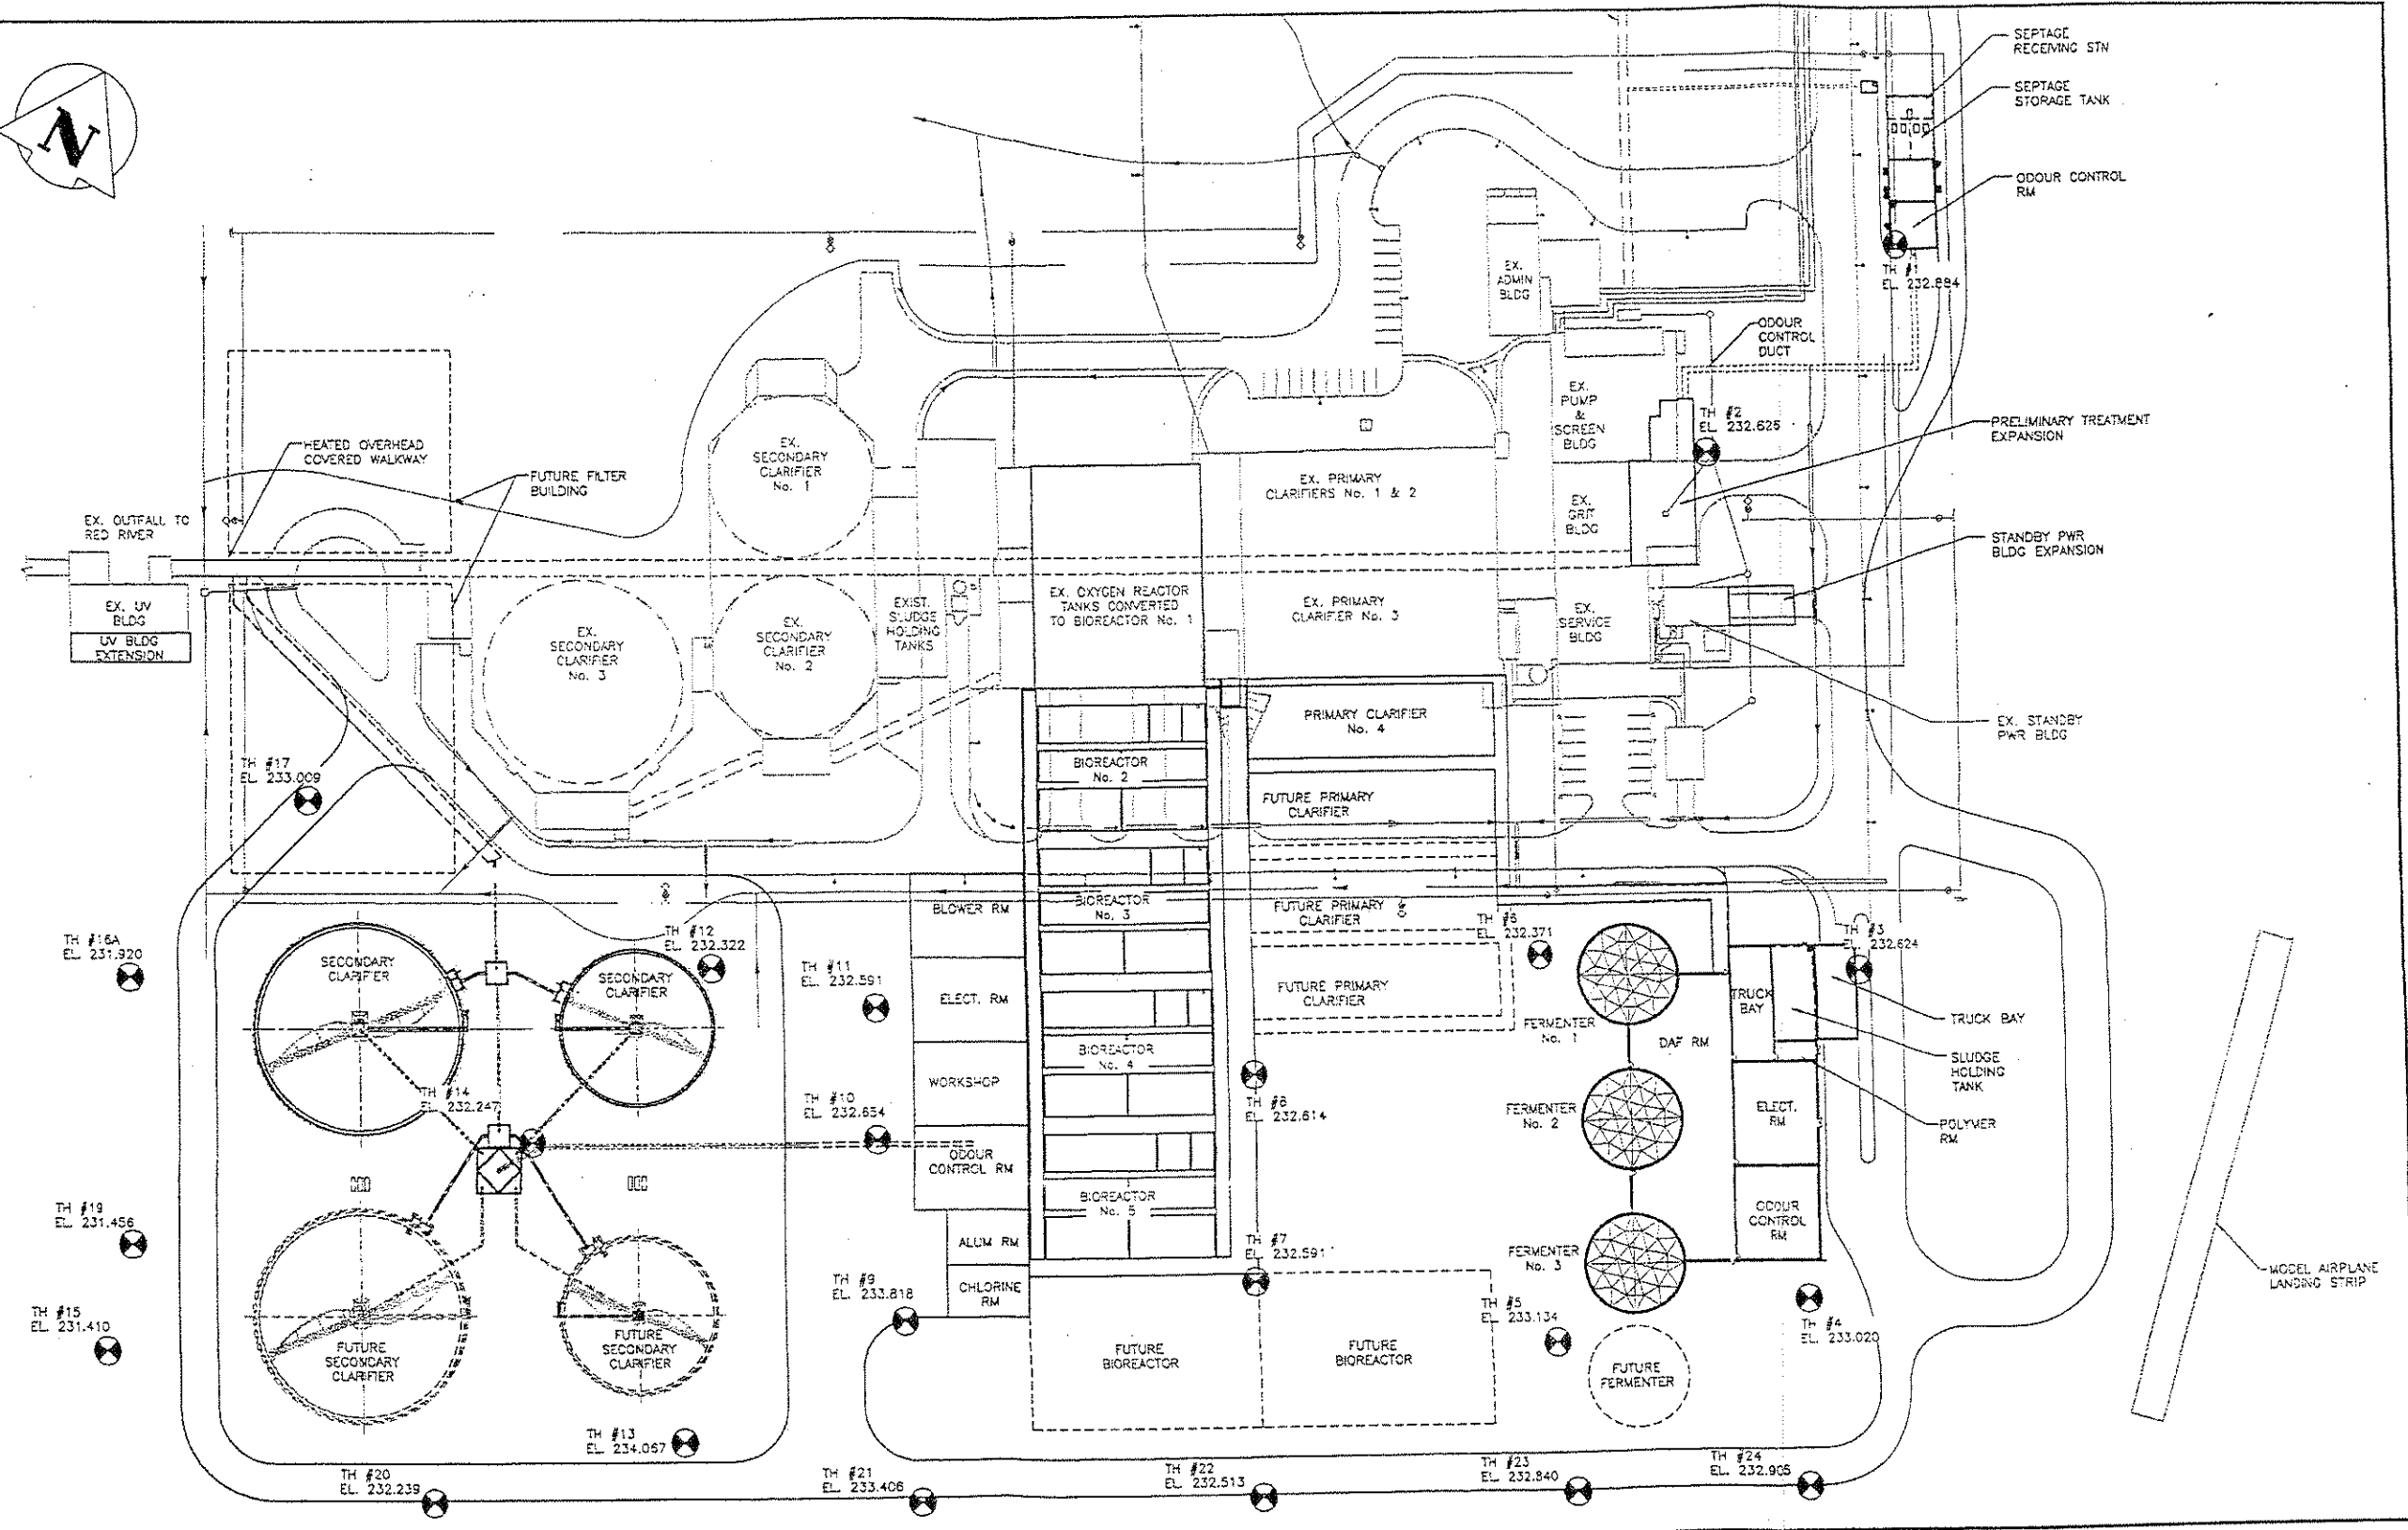 SEPTAGE
RECEIVING STN
SEPTAGE
STORAGE TANK
N
ODOUR CONTROL
RM
TH #1
EL. 232.884
EX.
ADMIN
BLDG
ODOUR
CONTROL
DUCT
EX.
PUMP
&
SCREEN
BLDG
TH #2
EL. 232.625
PRELIMINARY TREATMENT
EXPANSION
HEATED OVERHEAD
COVERED WALKWAY
FUTURE FILTER
BUILDING
EX.
SECONDARY
CLARIFIER
No. 1
EX. PRIMARY
CLARIFIERS No. 1 & 2
EX.
GRIT
BLDG
EX. OUTFALL TO
RED RIVER
STANDBY PWR
BLDG EXPANSION
EX. UV
BLDG
UV BLDG
EXTENSION
EX.
SECONDARY
CLARIFIER
No. 3
EX.
SECONDARY
CLARIFIER
No. 2
EXIST.
SLUDGE
HOLDING
TANKS
EX. OXYGEN REACTOR
TANKS CONVERTED
TO BIOREACTOR No. 1
EX. PRIMARY
CLARIFIER No. 3
EX.
SERVICE
BLDG
PRIMARY CLARIFIER
No. 4
EX. STANDBY
PWR BLDG
TH #17
EL. 233.009
BIOREACTOR
No. 2
FUTURE PRIMARY
CLARIFIER
BLOWER RM
BIOREACTOR
No. 3
FUTURE PRIMARY
CLARIFIER
TH #6
EL. 232.371
TH #3
EL. 232.624
TH #16A
EL. 231.920
SECONDARY
CLARIFIER
SECONDARY
CLARIFIER
TH #12
EL. 232.322
TH #11
EL. 232.591
ELECT. RM
FUTURE PRIMARY
CLARIFIER
FERMENTER
No. 1
DAF RM
TRUCK
BAY
TRUCK BAY
SLUDGE
HOLDING
TANK
BIOREACTOR
No. 4
WORKSHOP
TH #14
EL. 232.247
TH #10
EL. 232.654
TH #8
EL. 232.614
FERMENTER
No. 2
ELECT.
RM
POLYMER
RM
ODOUR
CONTROL RM
BIOREACTOR
No. 5
TH #19
EL. 231.456
ALUM RM
TH #7
EL. 232.591
FERMENTER
No. 3
ODOUR
CONTROL
RM
MODEL AIRPLANE
LANDING STRIP
TH #9
EL. 233.818
CHLORINE
RM
TH #15
EL. 231.410
TH #5
EL. 233.134
TH #4
EL. 233.020
FUTURE
SECONDARY
CLARIFIER
FUTURE
SECONDARY
CLARIFIER
FUTURE
BIOREACTOR
FUTURE
BIOREACTOR
FUTURE
FERMENTER
TH #13
EL. 234.067
TH #20
EL. 232.239
TH #21
EL. 233.406
TH #22
EL. 232.513
TH #23
EL. 232.840
TH #24
EL. 232.905